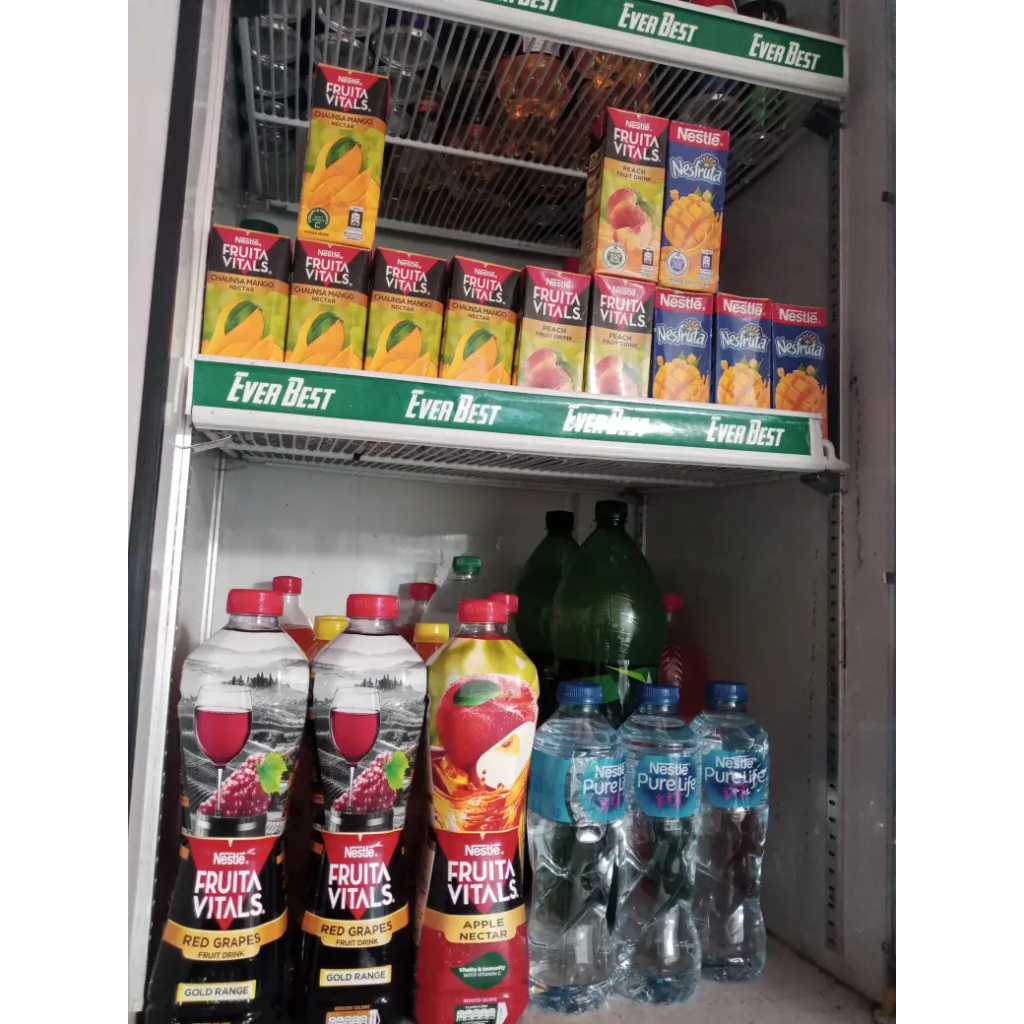 EVER BEST
EVER BEST
Nestlé
FRUITA
VITALS
CHAUNSA MANGO
NECTAR
Nestlé
FRUITA
VITALS
PEACH
FRUIT DRINK
Nestlé
Nesfruta
Nestlé
FRUITA
VITALS
CHAUNSA MANGO
NECTAR
Nestlé
FRUITA
VITALS
CHAUNSA MANGO
NECTAR
Nestlé
FRUITA
VITALS
CHAUNSA MANGO
NECTAR
Nestlé
FRUITA
VITALS
CHAUNSA MANGO
NECTAR
Nestlé
FRUITA
VITALS
PEACH
FRUIT DRINK
Nestlé
FRUITA
VITALS
PEACH
FRUIT DRINK
Nestlé
Nesfruta
Nestlé
Nesfruta
Nestlé
Nesfruta
EVER BEST
EVER BEST
EVER BEST
EVER BEST
Nestlé
FRUITA
VITALS
RED GRAPES
FRUIT DRINK
GOLD RANGE
Nestlé
FRUITA
VITALS
RED GRAPES
FRUIT DRINK
GOLD RANGE
Nestlé
FRUITA
VITALS
APPLE
NECTAR
Vitality & Immunity
WITH VITAMIN C
Nestlé
Nestlé
Pure Life
Nestlé
Pure Life